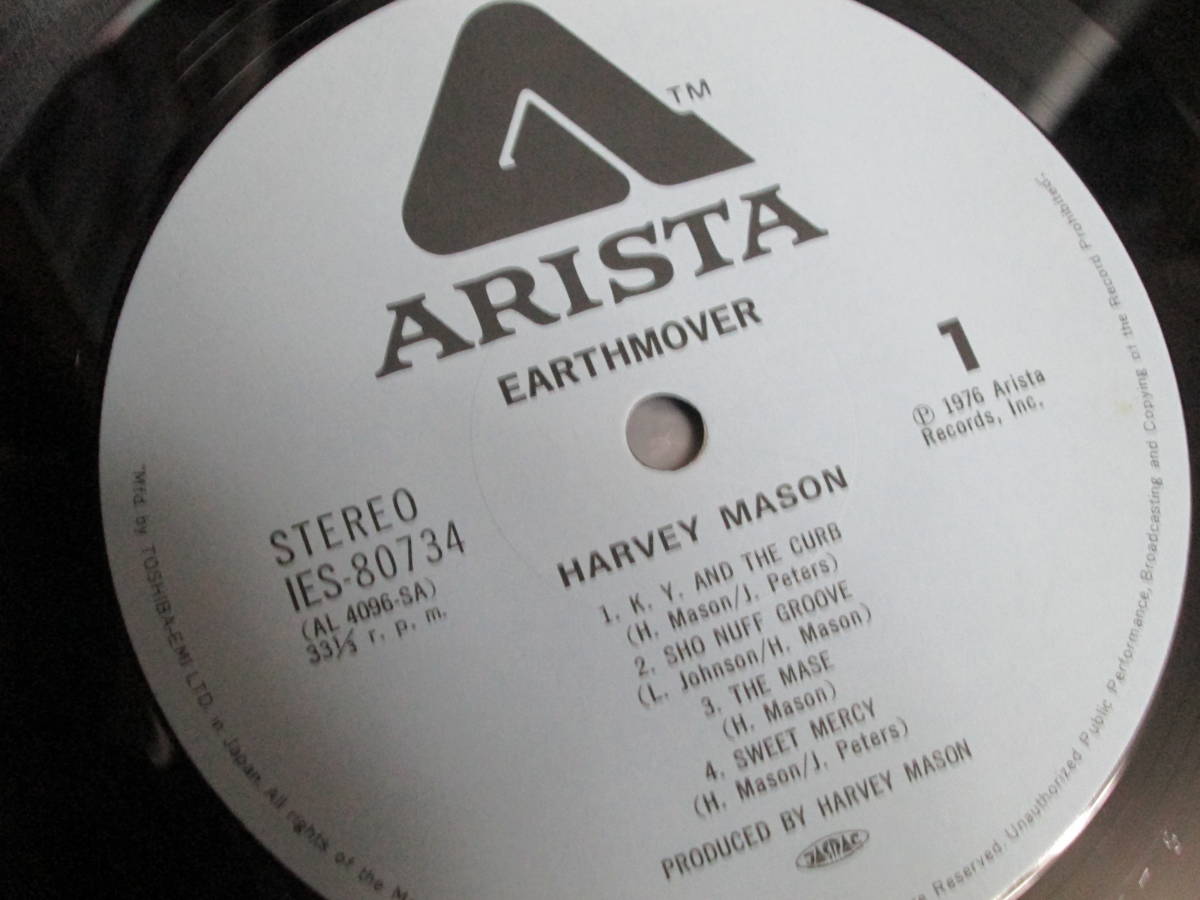 TM
ARISTA
EARTHMOVER
1
Ⓟ 1976 Arista
Records, Inc.
STEREO
IES-80734
(AL 4096-SA)
33⅓ r. p. m.
HARVEY MASON
1. K. Y. AND THE CURB
(H. Mason/J. Peters)
2. SHO NUFF GROOVE
(L. Johnson/H. Mason)
3. THE MASE
(H. Mason)
4. SWEET MERCY
(H. Mason/J. Peters)
PRODUCED BY HARVEY MASON
JASRAC
"Mfd. by TOSHIBA-EMI LTD. in Japan. All rights of the
Reserved. Unauthorized Public Performance, Broadcasting and Copying of the Record Prohibited."